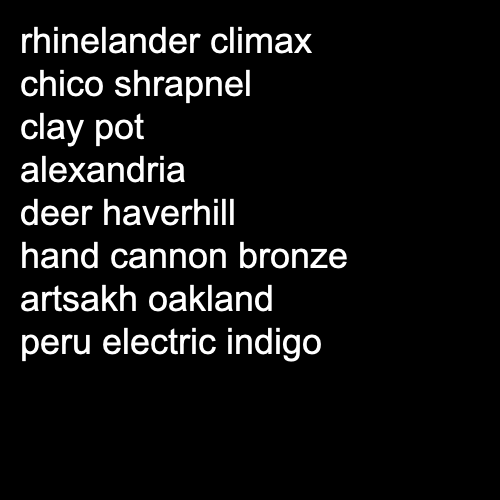 rhinelander climax
chico shrapnel
clay pot
alexandria
deer haverhill
hand cannon bronze
artsakh oakland
peru electric indigo